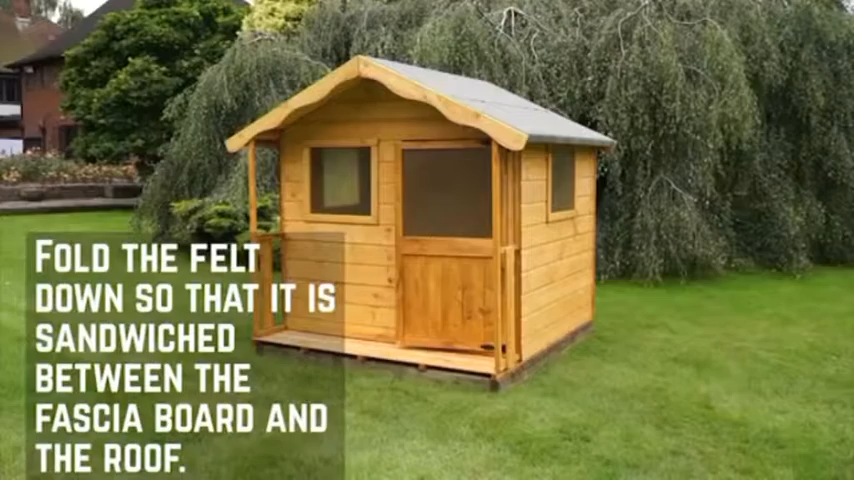 Fold the felt
down so that it is
sandwiched
between the
fascia board and
the roof.